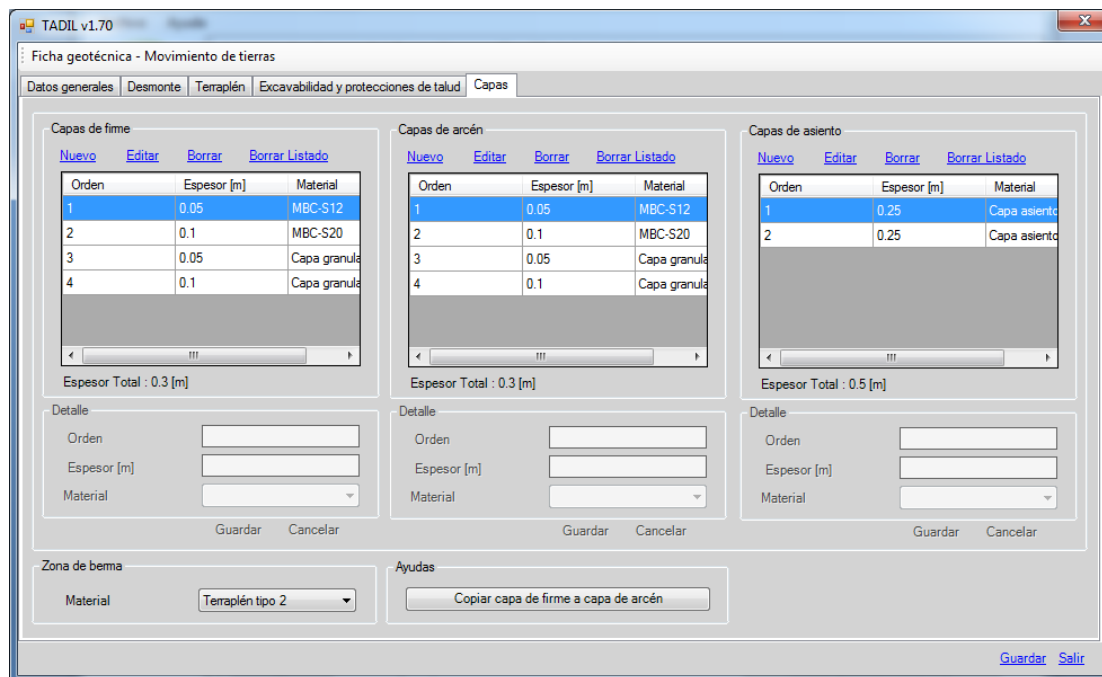 TADIL v1.70
Ficha geotécnica - Movimiento de tierras
Datos generales Desmonte Terraplén Excavabilidad y protecciones de talud Capas
Capas de firme
Nuevo Editar Borrar Borrar Listado
Orden Espesor [m] Material
1 0.05 MBC-S12
2 0.1 MBC-S20
3 0.05 Capa granula
4 0.1 Capa granula
Espesor Total : 0.3 [m]
Detalle
Orden
Espesor [m]
Material
Guardar Cancelar
Capas de arcén
Nuevo Editar Borrar Borrar Listado
Orden Espesor [m] Material
1 0.05 MBC-S12
2 0.1 MBC-S20
3 0.05 Capa granula
4 0.1 Capa granula
Espesor Total : 0.3 [m]
Detalle
Orden
Espesor [m]
Material
Guardar Cancelar
Capas de asiento
Nuevo Editar Borrar Borrar Listado
Orden Espesor [m] Material
1 0.25 Capa asiento
2 0.25 Capa asiento
Espesor Total : 0.5 [m]
Detalle
Orden
Espesor [m]
Material
Guardar Cancelar
Zona de berma
Material Terraplén tipo 2
Ayudas
Copiar capa de firme a capa de arcén
Guardar Salir